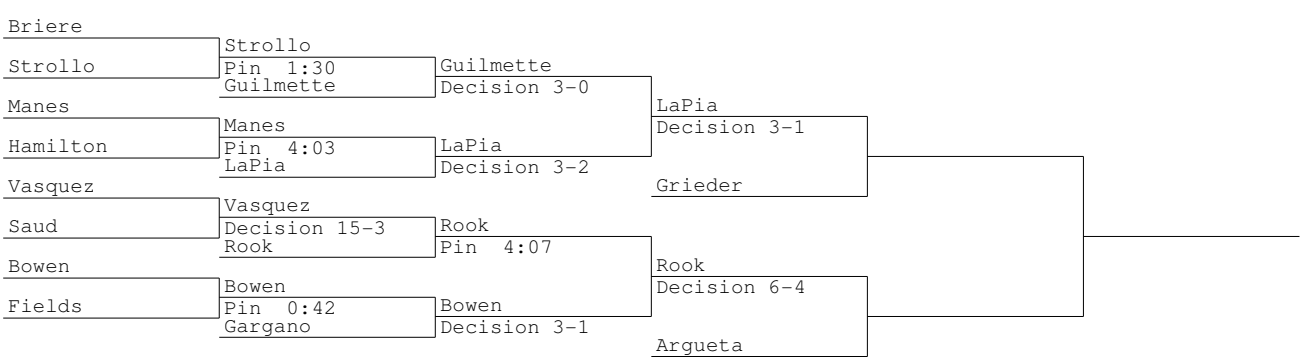 Briere
Strollo
Strollo
Pin 1:30
Guilmette
Guilmette
Decision 3-0
Manes
Hamilton
Manes
Pin 4:03
LaPia
LaPia
Decision 3-2
LaPia
Decision 3-1
Grieder
Vasquez
Saud
Vasquez
Decision 15-3
Rook
Rook
Pin 4:07
Bowen
Fields
Bowen
Pin 0:42
Gargano
Bowen
Decision 3-1
Rook
Decision 6-4
Argueta